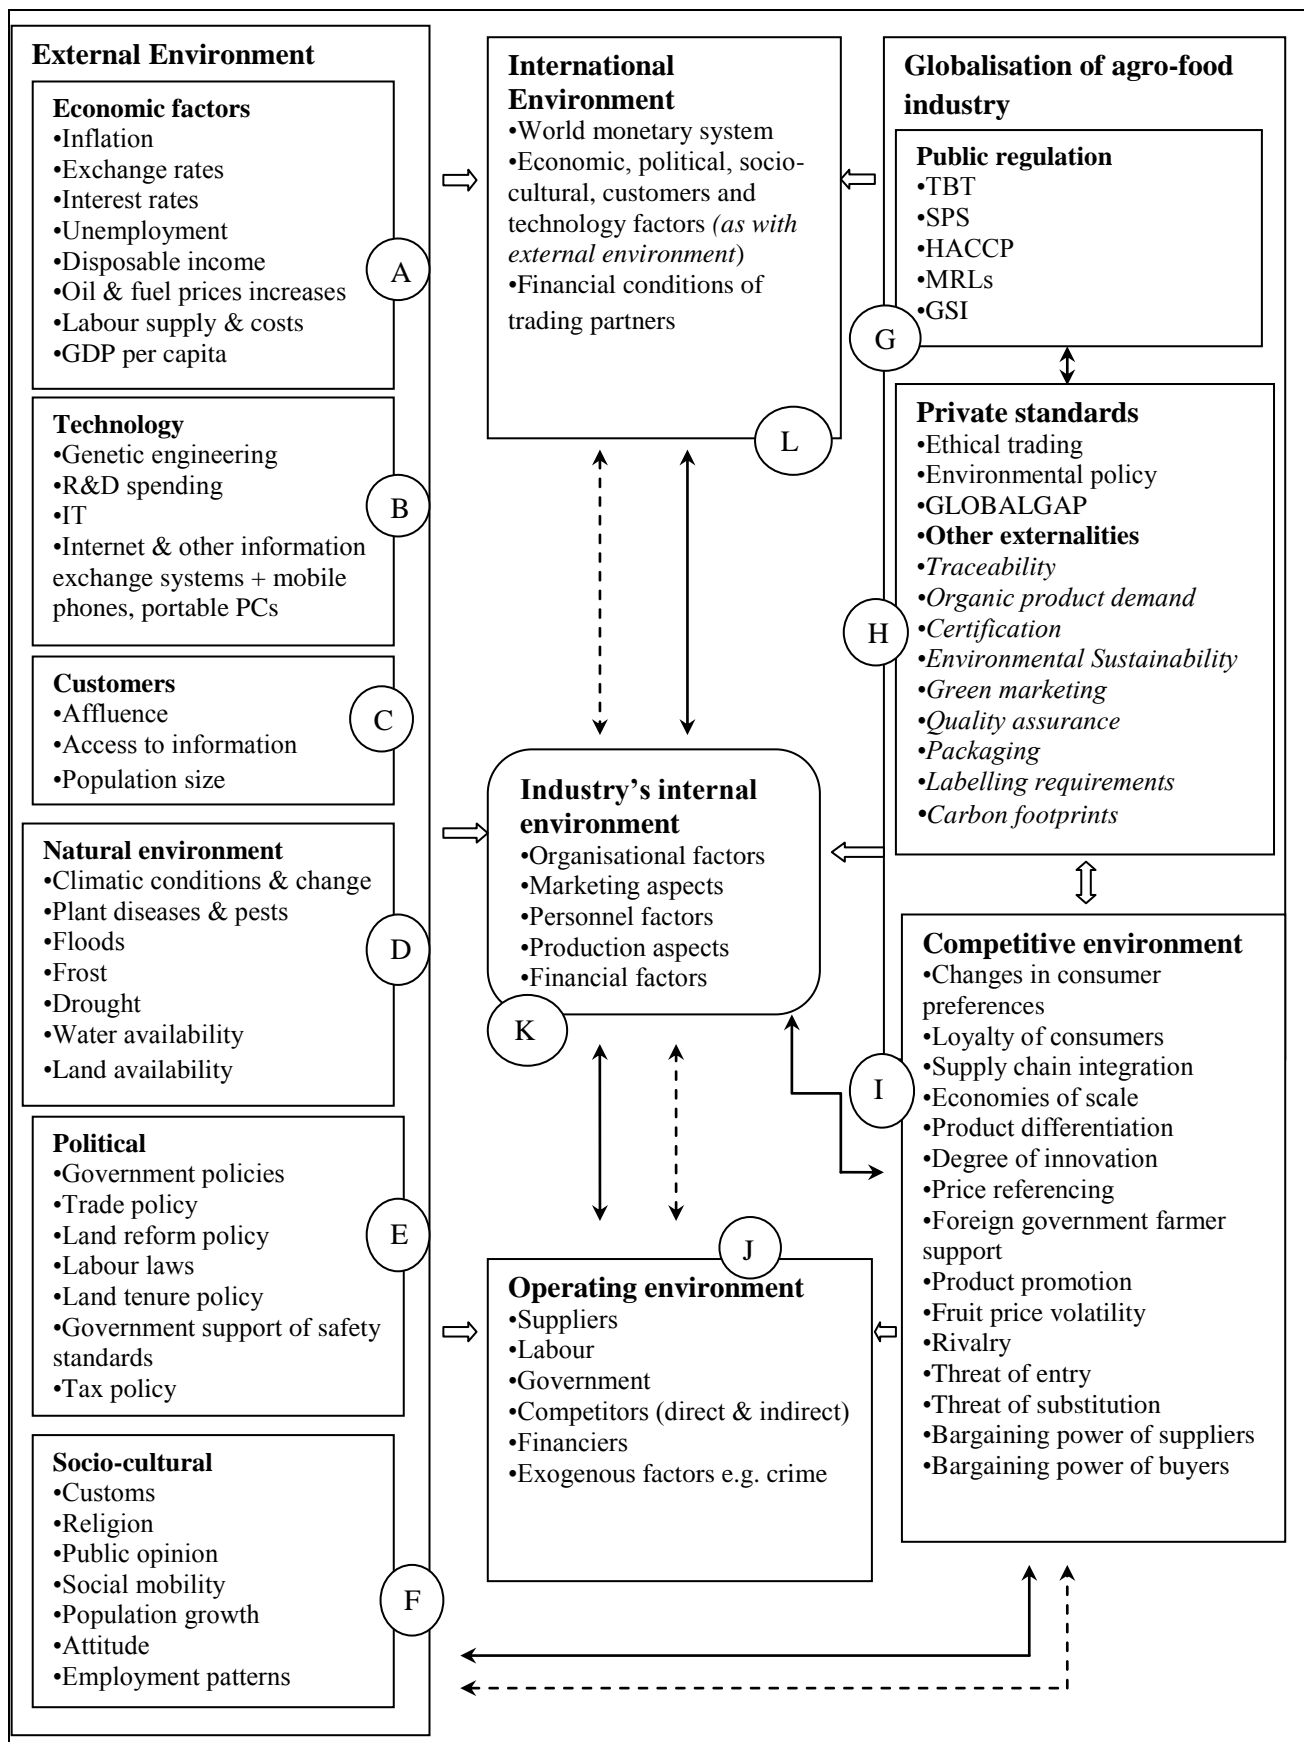 External Environment
Economic factors
•Inflation
•Exchange rates
•Interest rates
•Unemployment
•Disposable income
•Oil & fuel prices increases
•Labour supply & costs
•GDP per capita
A
Technology
•Genetic engineering
•R&D spending
•IT
•Internet & other information
exchange systems + mobile
phones, portable PCs
B
Customers
•Affluence
•Access to information
•Population size
C
Natural environment
•Climatic conditions & change
•Plant diseases & pests
•Floods
•Frost
•Drought
•Water availability
•Land availability
D
Political
•Government policies
•Trade policy
•Land reform policy
•Labour laws
•Land tenure policy
•Government support of safety
standards
•Tax policy
E
Socio-cultural
•Customs
•Religion
•Public opinion
•Social mobility
•Population growth
•Attitude
•Employment patterns
F
International
Environment
•World monetary system
•Economic, political, socio-
cultural, customers and
technology factors (as with
external environment)
•Financial conditions of
trading partners
L
Industry’s internal
environment
•Organisational factors
•Marketing aspects
•Personnel factors
•Production aspects
•Financial factors
K
Operating environment
•Suppliers
•Labour
•Government
•Competitors (direct & indirect)
•Financiers
•Exogenous factors e.g. crime
J
Globalisation of agro-food
industry
Public regulation
•TBT
•SPS
•HACCP
•MRLs
•GSI
G
Private standards
•Ethical trading
•Environmental policy
•GLOBALGAP
•Other externalities
•Traceability
•Organic product demand
•Certification
•Environmental Sustainability
•Green marketing
•Quality assurance
•Packaging
•Labelling requirements
•Carbon footprints
H
Competitive environment
•Changes in consumer
preferences
•Loyalty of consumers
•Supply chain integration
•Economies of scale
•Product differentiation
•Degree of innovation
•Price referencing
•Foreign government farmer
support
•Product promotion
•Fruit price volatility
•Rivalry
•Threat of entry
•Threat of substitution
•Bargaining power of suppliers
•Bargaining power of buyers
I